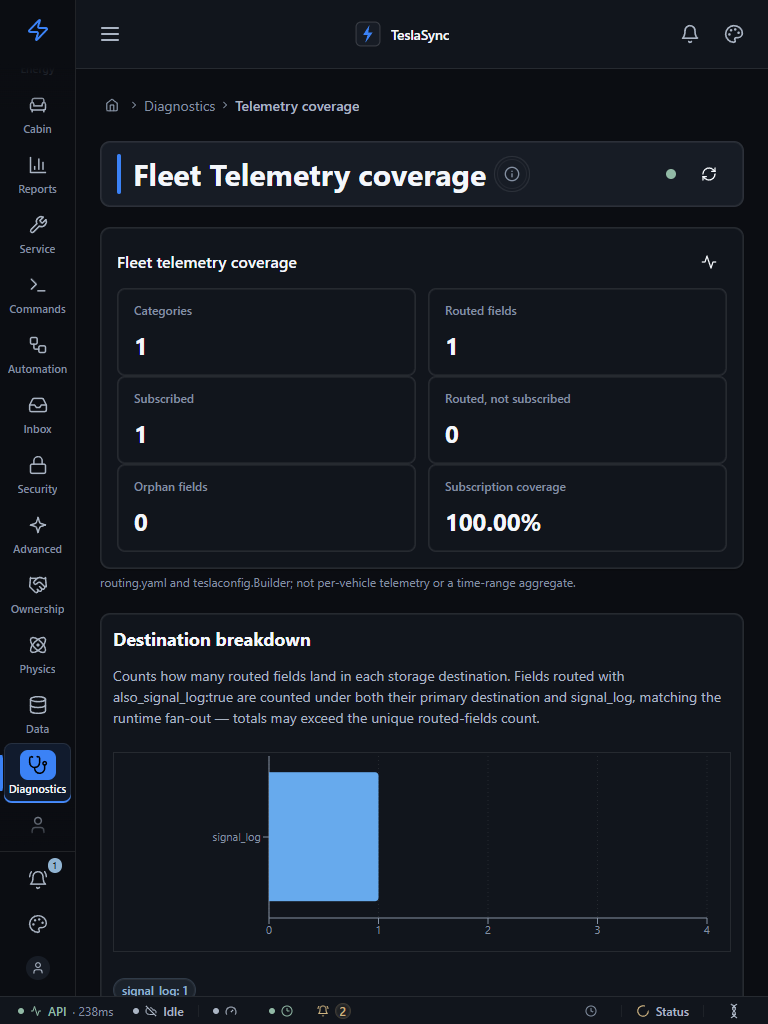 TeslaSync
Energy
Cabin
Reports
Service
Commands
Automation
Inbox
Security
Advanced
Ownership
Physics
Data
Diagnostics
1
Diagnostics
Telemetry coverage
Fleet Telemetry coverage
Fleet telemetry coverage
Categories
1
Routed fields
1
Subscribed
1
Routed, not subscribed
0
Orphan fields
0
Subscription coverage
100.00%
routing.yaml and teslaconfig.Builder; not per-vehicle telemetry or a time-range aggregate.
Destination breakdown
Counts how many routed fields land in each storage destination. Fields routed with
also_signal_log:true are counted under both their primary destination and signal_log, matching the
runtime fan-out — totals may exceed the unique routed-fields count.
signal_log
0 1 2 3 4
signal_log: 1
API · 238ms
Idle
2
Status